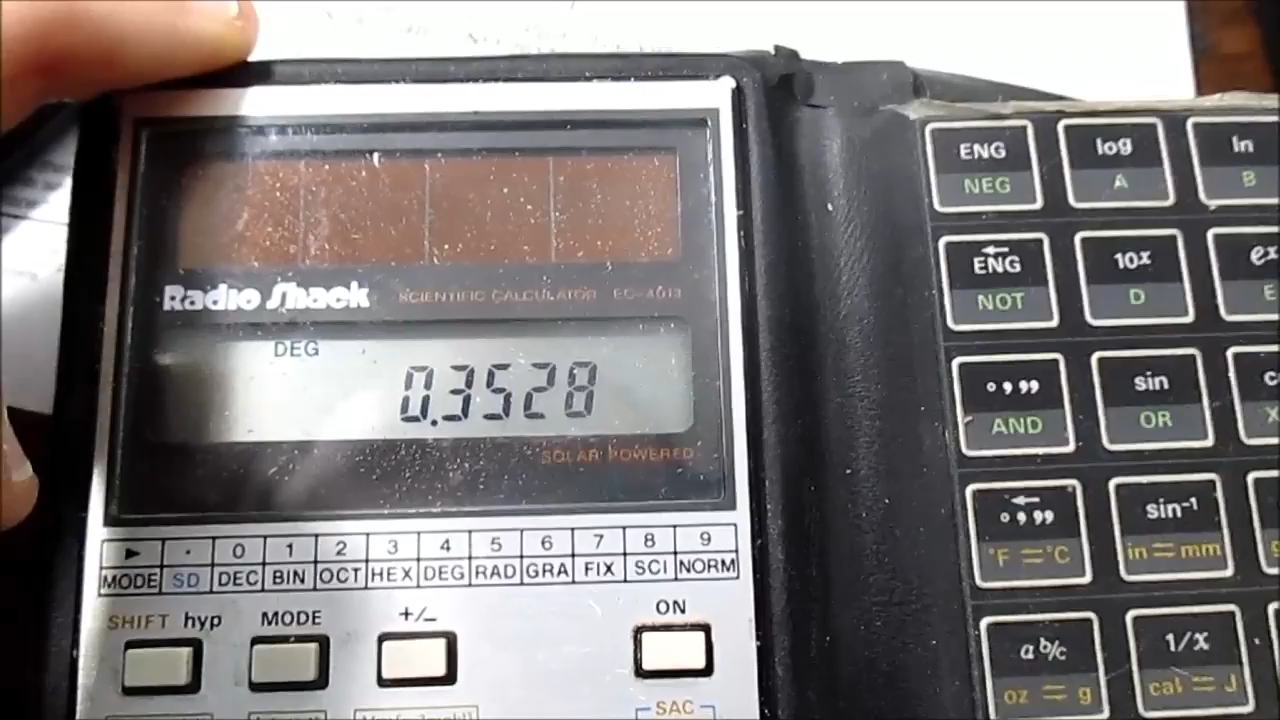 Radio Shack SCIENTIFIC CALCULATOR EC-4013
DEG
0.3528
SOLAR POWERED
► · 0 1 2 3 4 5 6 7 8 9
MODE SD DEC BIN OCT HEX DEG RAD GRA FIX SCI NORM
SHIFT hyp MODE +/− ON
SAC
ENG log ln
NEG A B
←ENG 10ˣ eˣ
NOT D E
° ’ ” sin
AND OR
←° ’ ” sin⁻¹
°F ⇌ °C in ⇌ mm
a b/c 1/x
oz ⇌ g cal ⇌ J